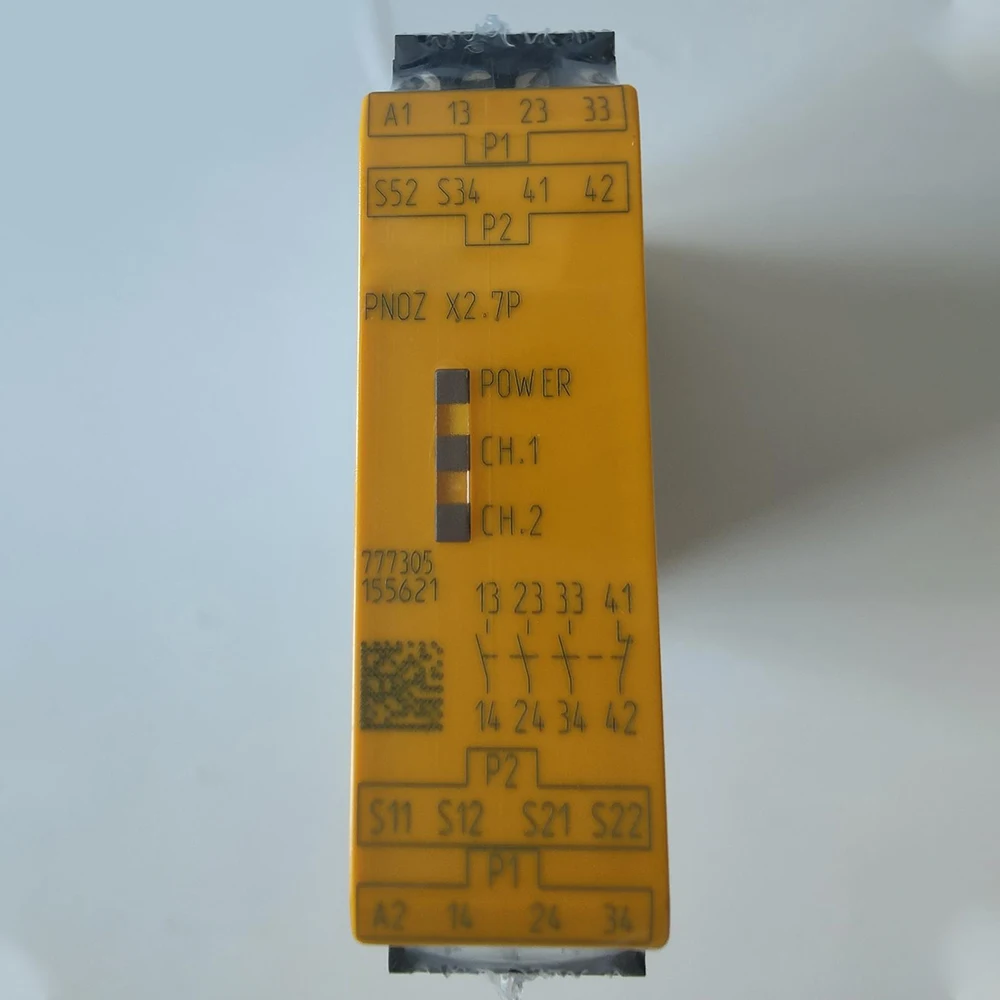 A1 13 23 33
P1
S52 S34 41 42
P2
PNOZ X2.7P
POWER
CH.1
CH.2
777305
155621
13 23 33 41
14 24 34 42
P2
S11 S12 S21 S22
P1
A2 14 24 34